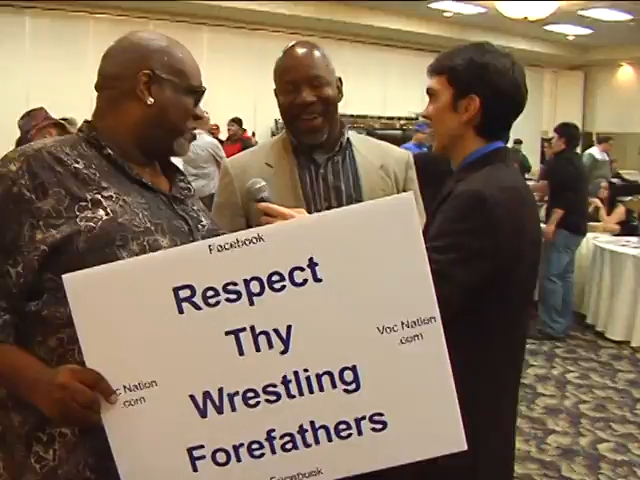 Facebook
Respect
Thy
Voc Nation
.com
Voc Nation
.com
Wrestling
Forefathers
Facebook